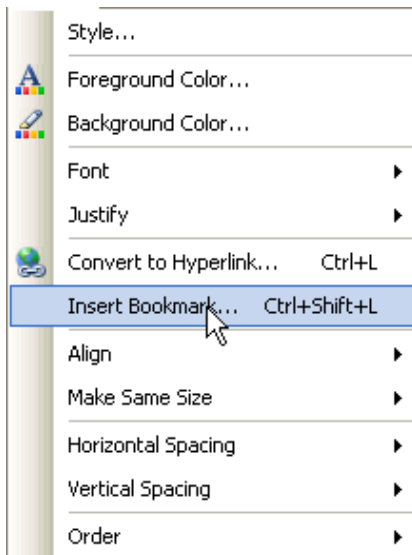 Style...
Foreground Color...
Background Color...
Font
Justify
Convert to Hyperlink... Ctrl+L
Insert Bookmark... Ctrl+Shift+L
Align
Make Same Size
Horizontal Spacing
Vertical Spacing
Order